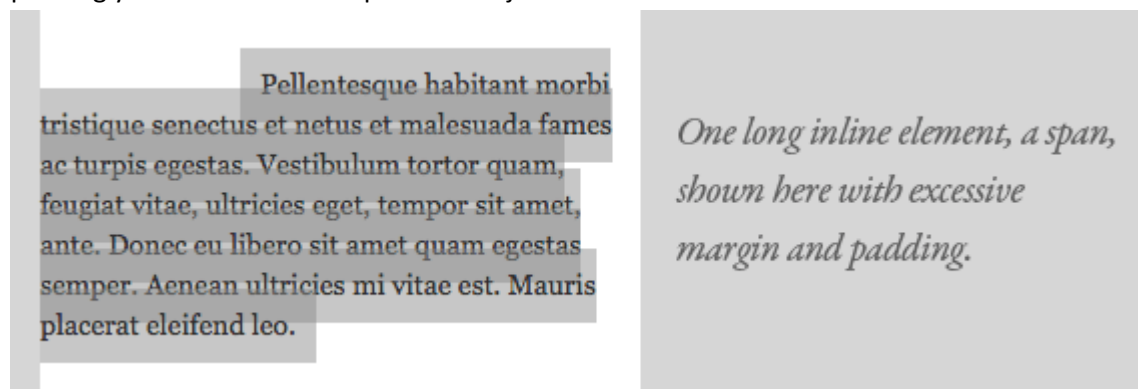 Pellentesque habitant morbi
tristique senectus et netus et malesuada fames
ac turpis egestas. Vestibulum tortor quam,
feugiat vitae, ultricies eget, tempor sit amet,
ante. Donec eu libero sit amet quam egestas
semper. Aenean ultricies mi vitae est. Mauris
placerat eleifend leo.
One long inline element, a span,
shown here with excessive
margin and padding.